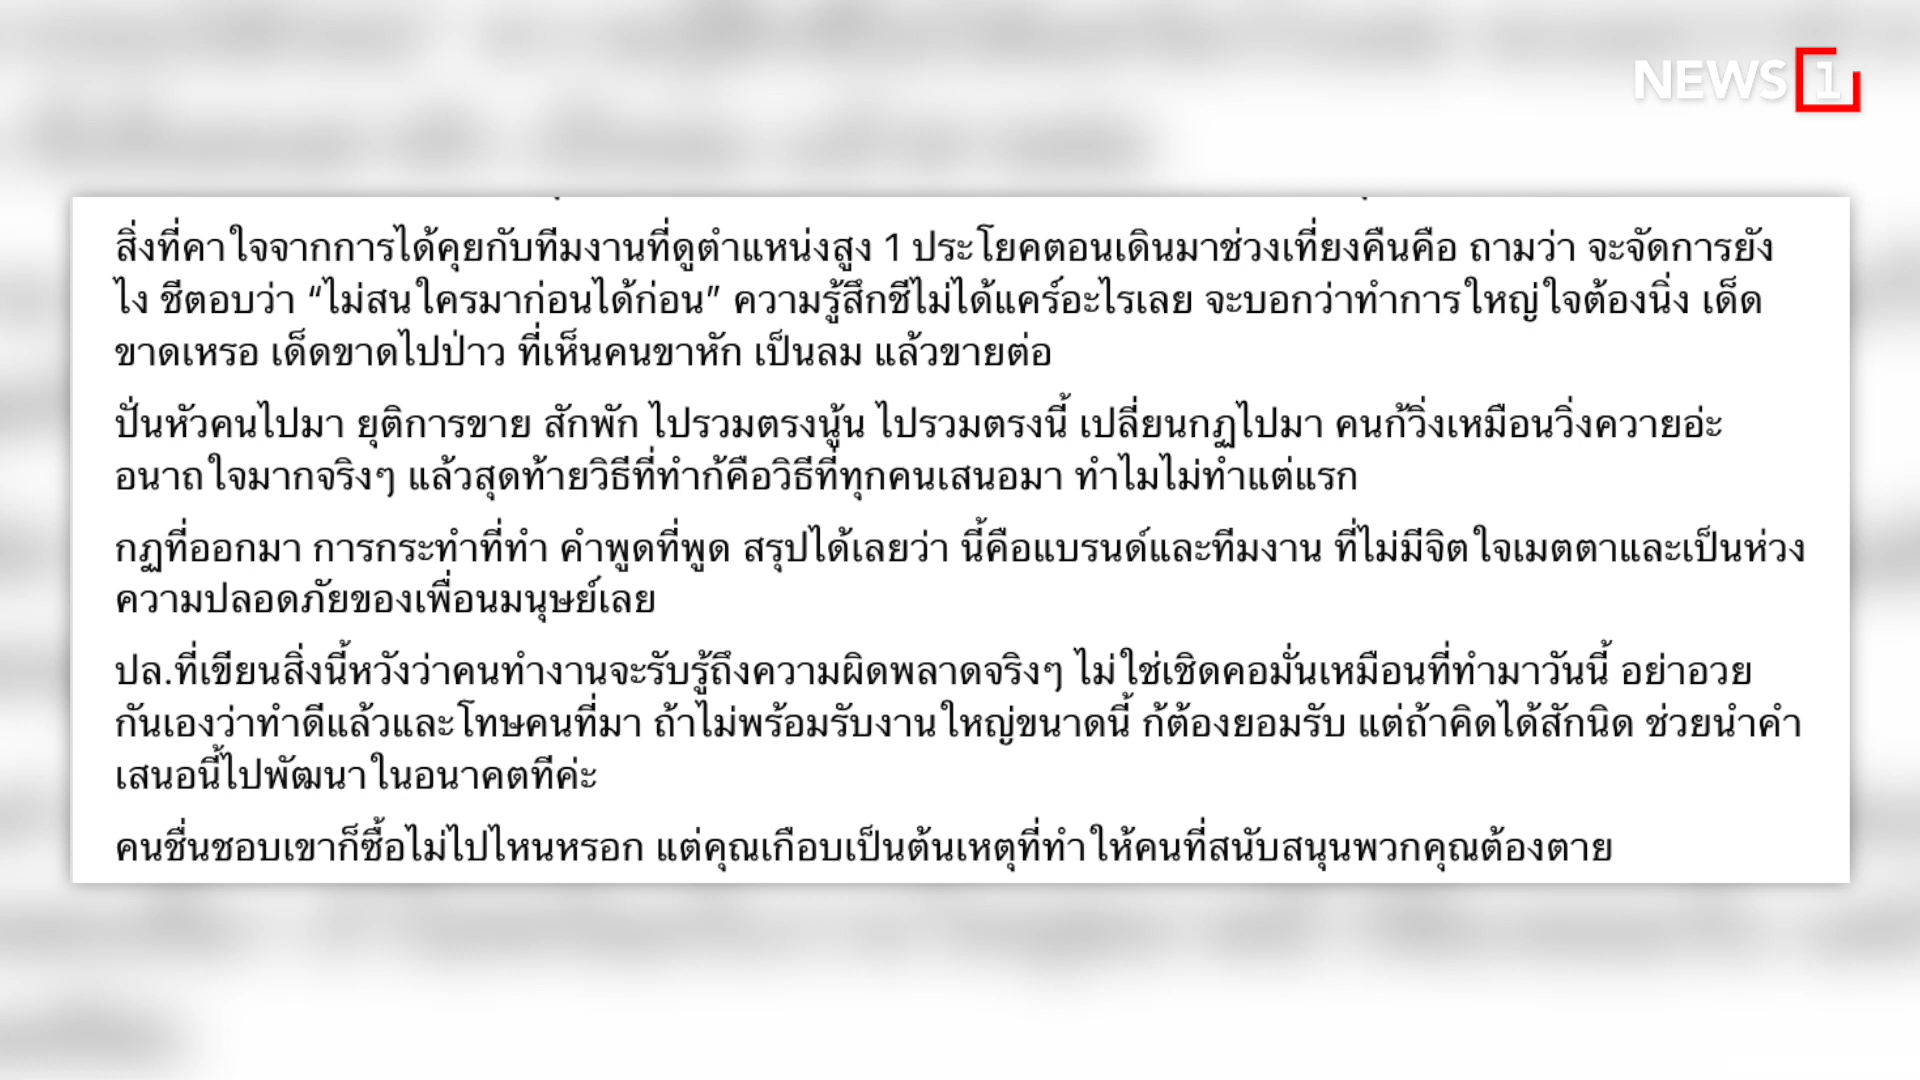 NEWS 1
สิ่งที่คาใจจากการได้คุยกับทีมงานที่ดูตำแหน่งสูง 1 ประโยคตอนเดินมาช่วงเที่ยงคืนคือ ถามว่า จะจัดการยัง
ไง ชีตอบว่า “ไม่สนใครมาก่อนได้ก่อน” ความรู้สึกชีไม่ได้แคร์อะไรเลย จะบอกว่าทำการใหญ่ใจต้องนิ่ง เด็ด
ขาดเหรอ เด็ดขาดไปป่าว ที่เห็นคนขาหัก เป็นลม แล้วขายต่อ
ปั่นหัวคนไปมา ยุติการขาย สักพัก ไปรวมตรงนู้น ไปรวมตรงนี้ เปลี่ยนกฏไปมา คนก้วิ่งเหมือนวิ่งควายอ่ะ
อนาถใจมากจริงๆ แล้วสุดท้ายวิธีที่ทำก้คือวิธีที่ทุกคนเสนอมา ทำไมไม่ทำแต่แรก
กฏที่ออกมา การกระทำที่ทำ คำพูดที่พูด สรุปได้เลยว่า นี้คือแบรนด์และทีมงาน ที่ไม่มีจิตใจเมตตาและเป็นห่วง
ความปลอดภัยของเพื่อนมนุษย์เลย
ปล.ที่เขียนสิ่งนี้หวังว่าคนทำงานจะรับรู้ถึงความผิดพลาดจริงๆ ไม่ใช่เชิดคอมั่นเหมือนที่ทำมาวันนี้ อย่าอวย
กันเองว่าทำดีแล้วและโทษคนที่มา ถ้าไม่พร้อมรับงานใหญ่ขนาดนี้ ก้ต้องยอมรับ แต่ถ้าคิดได้สักนิด ช่วยนำคำ
เสนอนี้ไปพัฒนาในอนาคตทีค่ะ
คนชื่นชอบเขาก็ซื้อไม่ไปไหนหรอก แต่คุณเกือบเป็นต้นเหตุที่ทำให้คนที่สนับสนุนพวกคุณต้องตาย